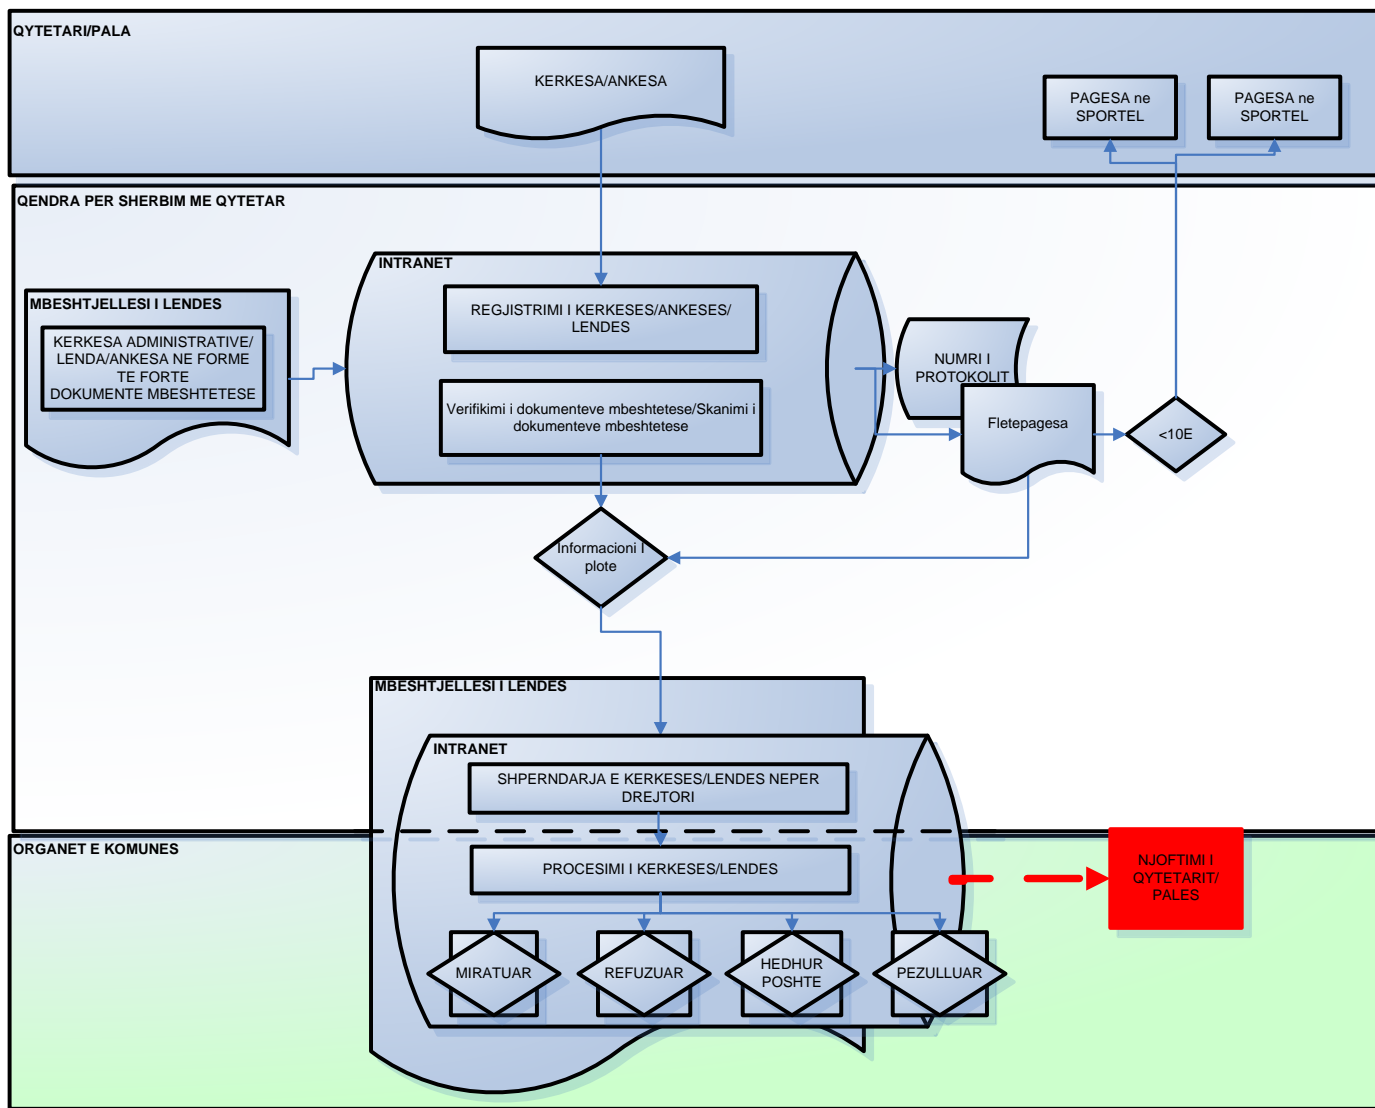 QYTETARI/PALA
KERKESA/ANKESA
PAGESA ne
SPORTEL
PAGESA ne
SPORTEL
QENDRA PER SHERBIM ME QYTETAR
INTRANET
REGJISTRIMI I KERKESES/ANKESES/
LENDES
MBESHTJELLESI I LENDES
KERKESA ADMINISTRATIVE/
LENDA/ANKESA NE FORME
TE FORTE
DOKUMENTE MBESHTETESE
Verifikimi i dokumenteve mbeshtetese/Skanimi i
dokumenteve mbeshtetese
NUMRI I
PROTOKOLIT
Fletepagesa
<10E
Informacioni I
plote
MBESHTJELLESI I LENDES
INTRANET
SHPERNDARJA E KERKESES/LENDES NEPER
DREJTORI
ORGANET E KOMUNES
PROCESIMI I KERKESES/LENDES
NJOFTIMI I
QYTETARIT/
PALES
MIRATUAR
REFUZUAR
HEDHUR
POSHTE
PEZULLUAR